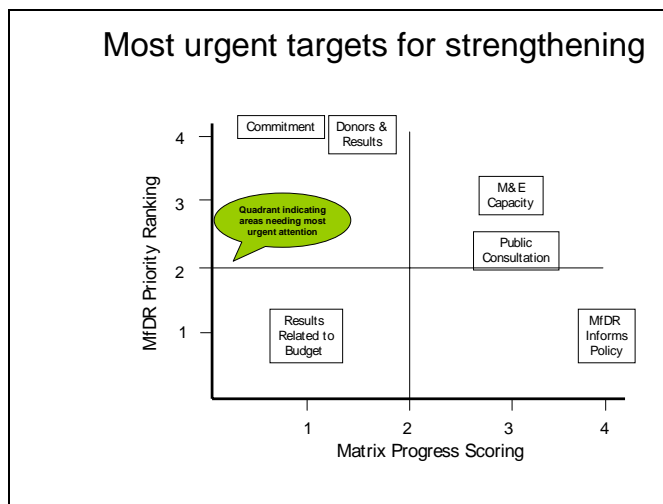 Most urgent targets for strengthening
MfDR Priority Ranking
4
3
2
1
Commitment
Donors &
Results
Quadrant indicating
areas needing most
urgent attention
M&E
Capacity
Public
Consultation
Results
Related to
Budget
MfDR
Informs
Policy
1
2
3
4
Matrix Progress Scoring